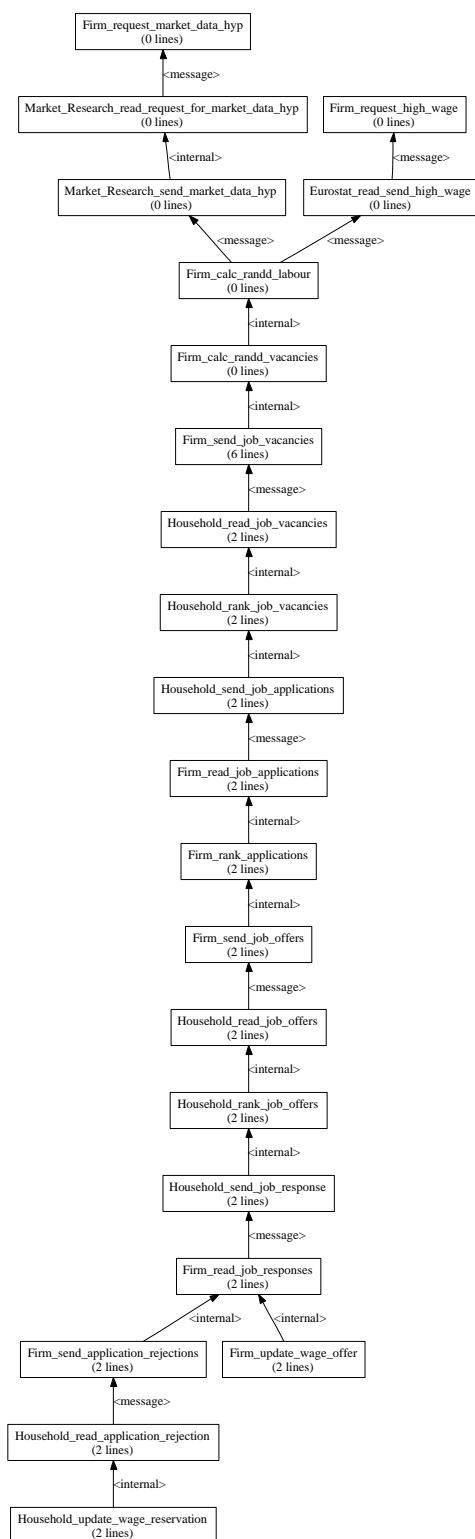 Firm_request_market_data_hyp
(0 lines)
<message>
Market_Research_read_request_for_market_data_hyp
(0 lines)
Firm_request_high_wage
(0 lines)
<internal>
<message>
Market_Research_send_market_data_hyp
(0 lines)
Eurostat_read_send_high_wage
(0 lines)
<message>
<message>
Firm_calc_randd_labour
(0 lines)
<internal>
Firm_calc_randd_vacancies
(0 lines)
<internal>
Firm_send_job_vacancies
(6 lines)
<message>
Household_read_job_vacancies
(2 lines)
<internal>
Household_rank_job_vacancies
(2 lines)
<internal>
Household_send_job_applications
(2 lines)
<message>
Firm_read_job_applications
(2 lines)
<internal>
Firm_rank_applications
(2 lines)
<internal>
Firm_send_job_offers
(2 lines)
<message>
Household_read_job_offers
(2 lines)
<internal>
Household_rank_job_offers
(2 lines)
<internal>
Household_send_job_response
(2 lines)
<message>
Firm_read_job_responses
(2 lines)
<internal>
<internal>
Firm_send_application_rejections
(2 lines)
Firm_update_wage_offer
(2 lines)
<message>
Household_read_application_rejection
(2 lines)
<internal>
Household_update_wage_reservation
(2 lines)